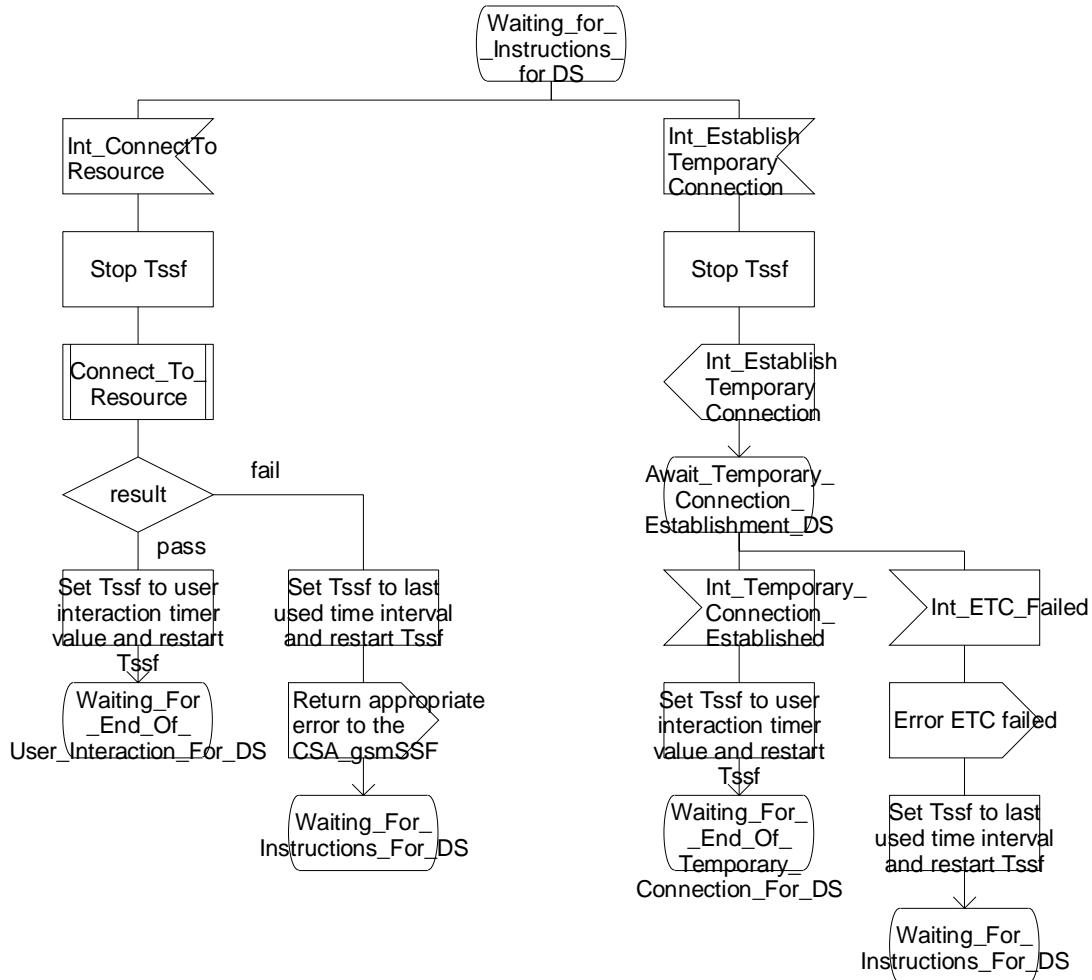 Waiting_for_
_Instructions_
for DS
Int_ConnectTo
Resource
Stop Tssf
Connect_To_
Resource
result
fail
pass
Set Tssf to user
interaction timer
value and restart
Tssf
Waiting_For
_End_Of_
User_Interaction_For_DS
Set Tssf to last
used time interval
and restart Tssf
Return appropriate
error to the
CSA_gsmSSF
Waiting_For_
Instructions_For_DS
Int_Establish
Temporary
Connection
Stop Tssf
Int_Establish
Temporary
Connection
Await_Temporary_
Connection_
Establishment_DS
Int_Temporary_
Connection_
Established
Set Tssf to user
interaction timer
value and restart
Tssf
Waiting_For_
_End_Of_
Temporary_
Connection_For_DS
Int_ETC_Failed
Error ETC failed
Set Tssf to last
used time interval
and restart Tssf
Waiting_For_
Instructions_For_DS